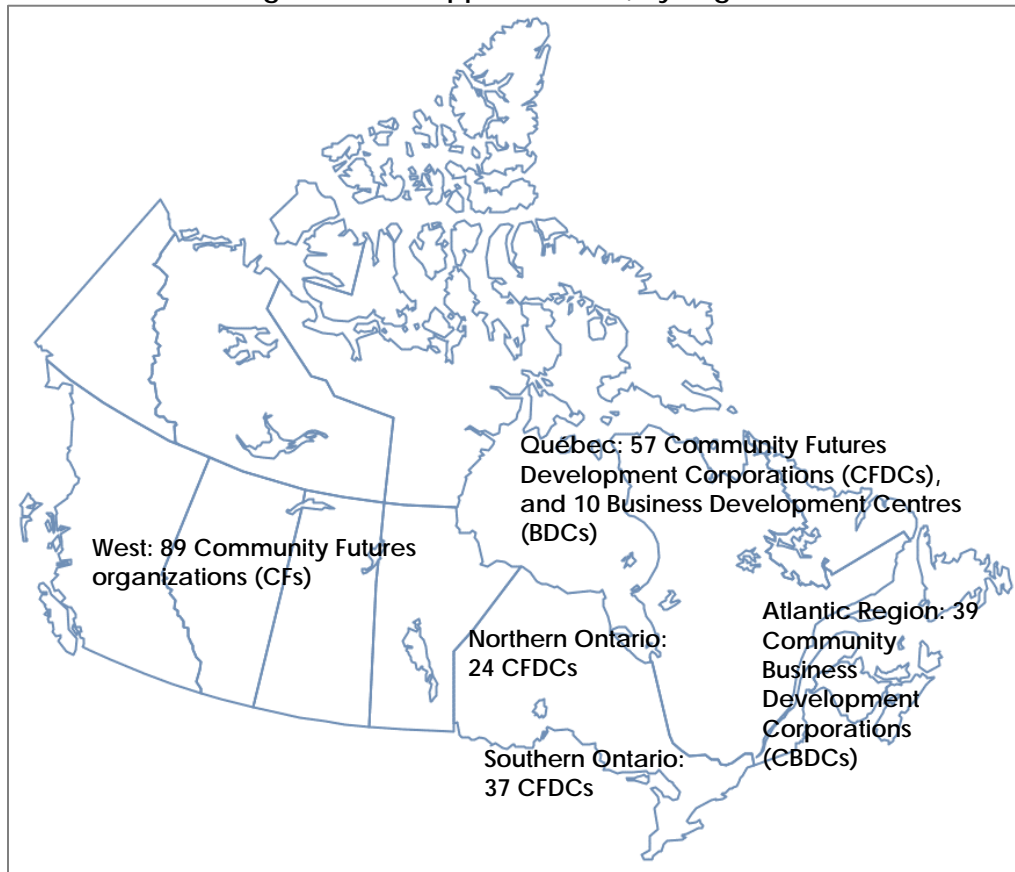 Québec: 57 Community Futures
Development Corporations (CFDCs),
and 10 Business Development Centres
(BDCs)
West: 89 Community Futures
organizations (CFs)
Northern Ontario:
24 CFDCs
Atlantic Region: 39
Community
Business
Development
Corporations
(CBDCs)
Southern Ontario:
37 CFDCs